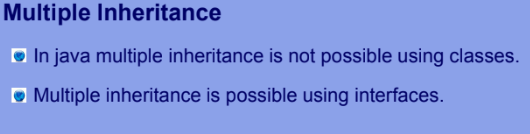 Multiple Inheritance
In java multiple inheritance is not possible using classes.
Multiple inheritance is possible using interfaces.